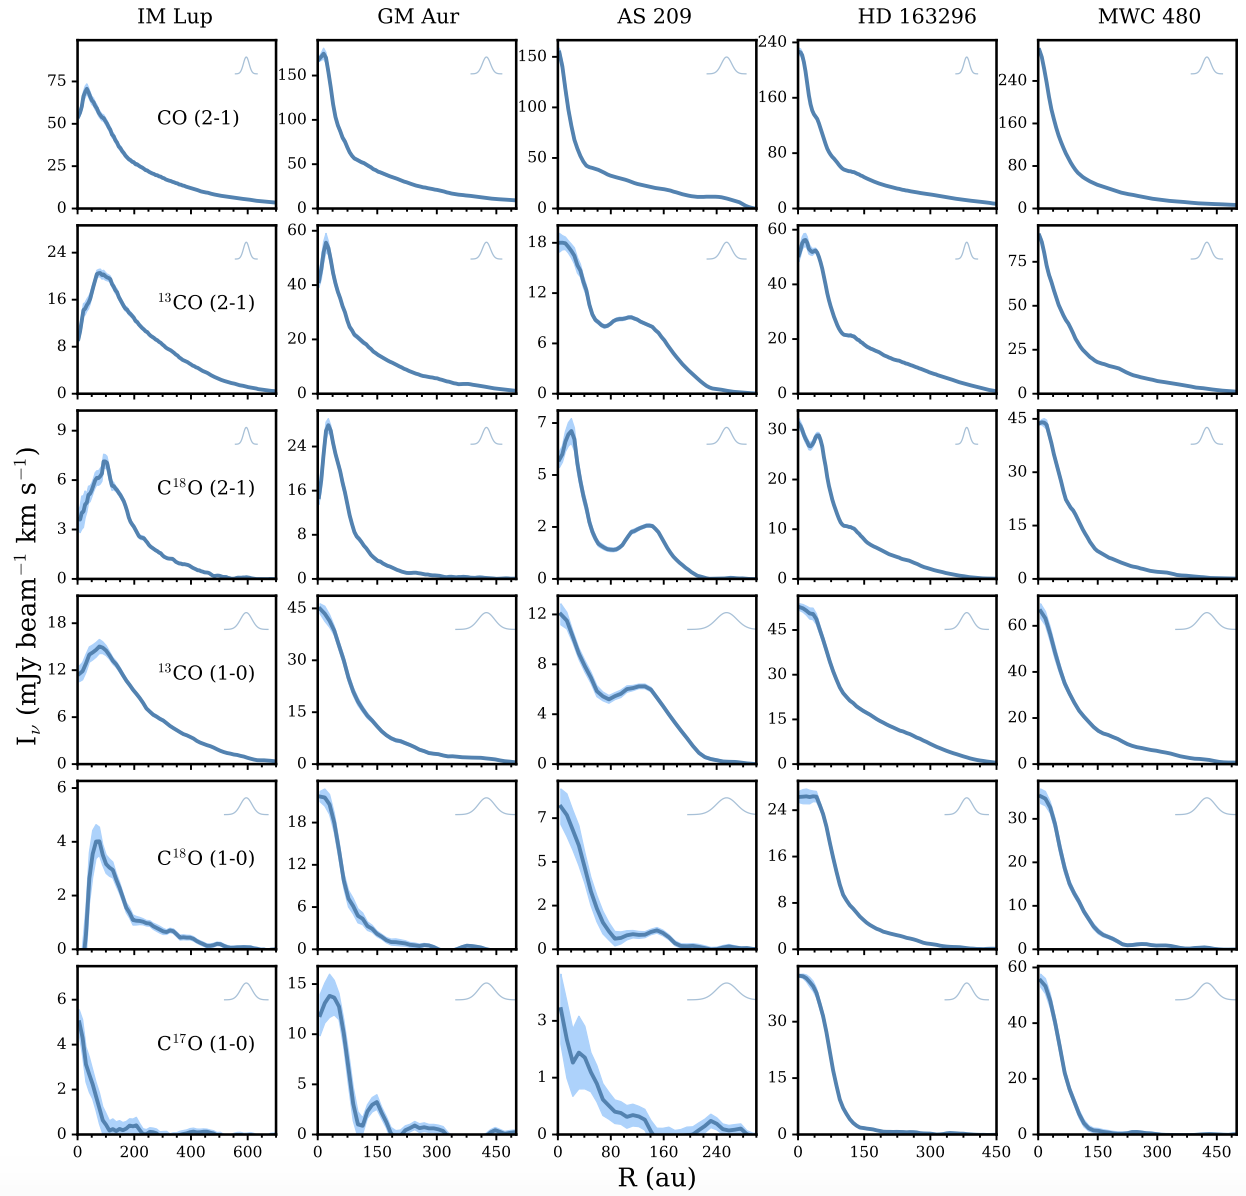 IM Lup GM Aur AS 209 HD 163296 MWC 480
75 50 25 0 CO (2-1)
150 100 50 0
150 100 50 0
240 160 80 0
240 160 80 0
24 16 8 0 ¹³CO (2-1)
60 40 20 0
18 12 6 0
60 40 20 0
75 50 25 0
9 6 3 0 C¹⁸O (2-1)
24 16 8 0
7 5 2 0
30 20 10 0
45 30 15 0
18 12 6 0 ¹³CO (1-0)
45 30 15 0
12 8 4 0
45 30 15 0
60 40 20 0
6 4 2 0 C¹⁸O (1-0)
18 12 6 0
7 5 2 0
24 16 8 0
30 20 10 0
6 4 2 0 C¹⁷O (1-0)
15 10 5 0
3 1 0
30 15 0
60 40 20 0
0 200 400 600
0 150 300 450
0 80 160 240
0 150 300 450
0 150 300 450
I_ν (mJy beam⁻¹ km s⁻¹)
R (au)